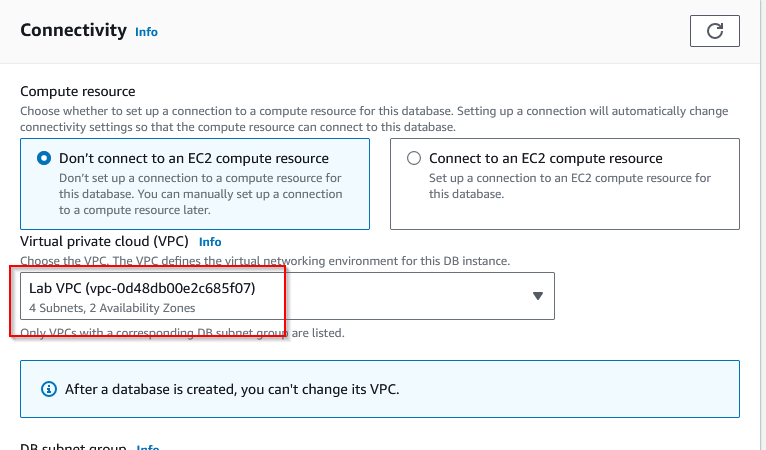 Connectivity Info
Compute resource
Choose whether to set up a connection to a compute resource for this database. Setting up a connection will automatically change
connectivity settings so that the compute resource can connect to this database.
Don't connect to an EC2 compute resource
Don't set up a connection to a compute resource for
this database. You can manually set up a connection
to a compute resource later.
Connect to an EC2 compute resource
Set up a connection to an EC2 compute resource for
this database.
Virtual private cloud (VPC) Info
Choose the VPC. The VPC defines the virtual networking environment for this DB instance.
Lab VPC (vpc-0d48db00e2c685f07)
4 Subnets, 2 Availability Zones
Only VPCs with a corresponding DB subnet group are listed.
After a database is created, you can't change its VPC.
DB subnet group Info